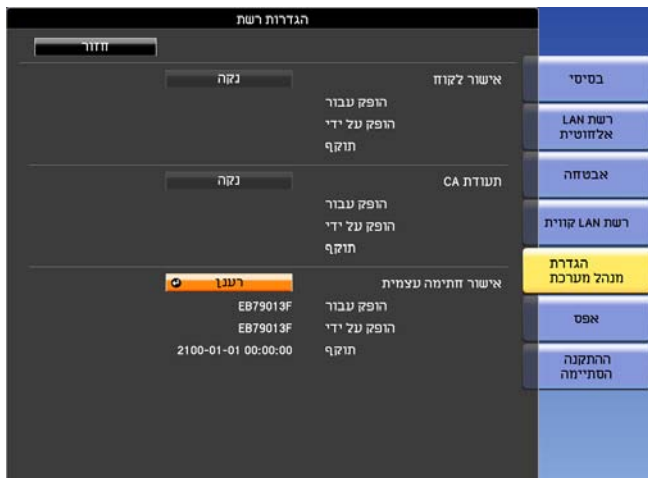 הגדרות רשת
חזור
אישור לקוח נקה
הופק עבור
הופק על ידי
תוקף
תעודת CA נקה
הופק עבור
הופק על ידי
תוקף
אישור חתימה עצמית רענן
הופק עבור EB79013F
הופק על ידי EB79013F
תוקף 2100-01-01 00:00:00
בסיסי
רשת LAN
אלחוטית
אבטחה
רשת LAN קווית
הגדרת
מנהל מערכת
אפס
ההתקנה
הסתיימה